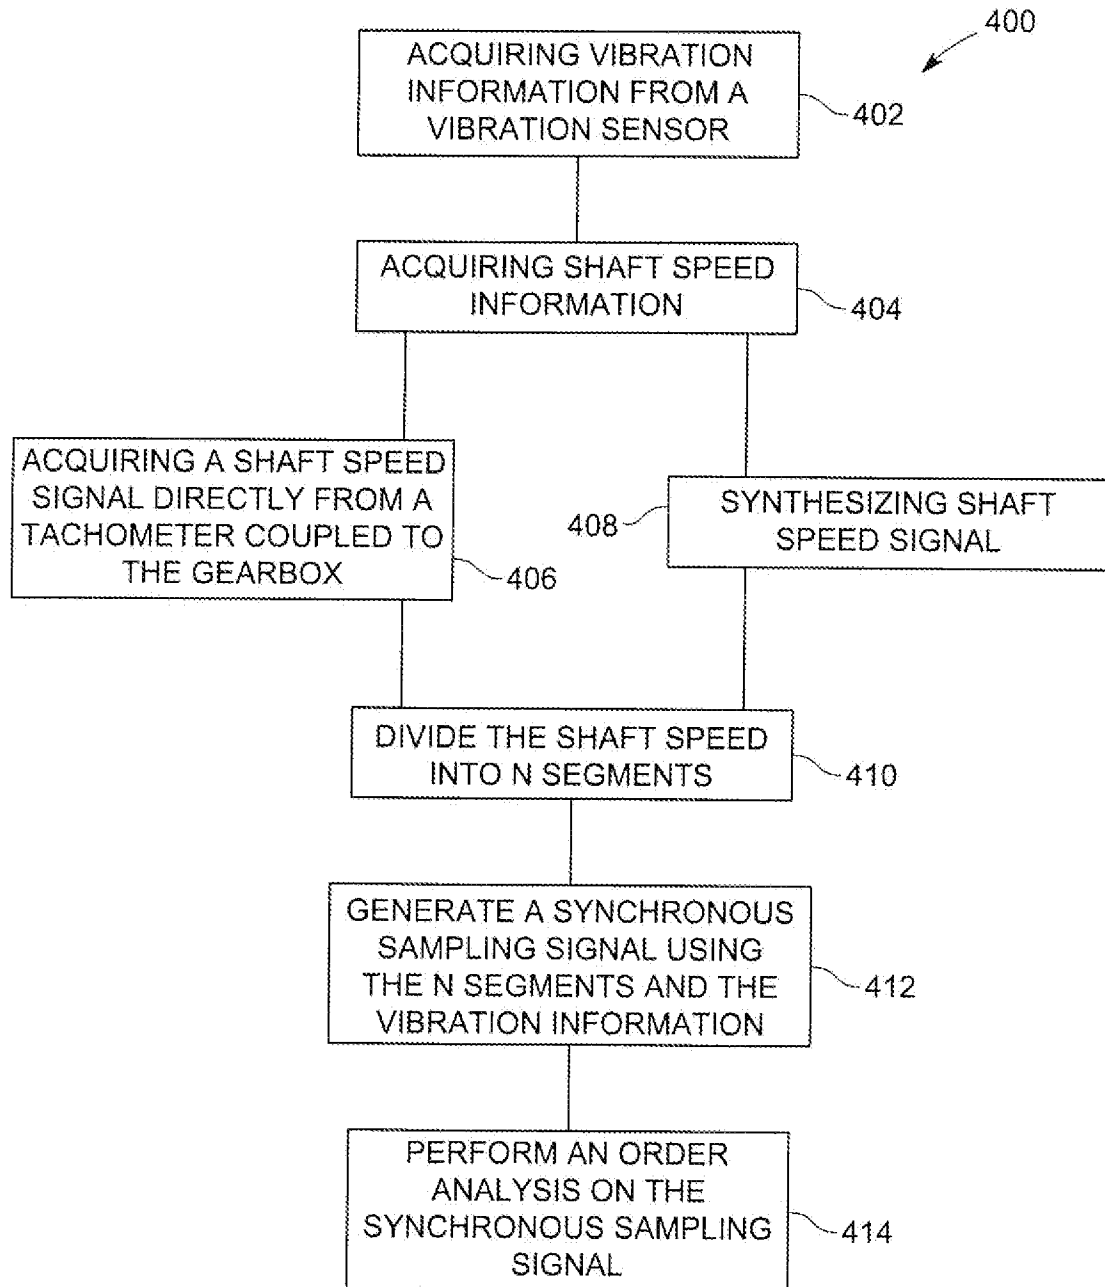 400
ACQUIRING VIBRATION
INFORMATION FROM A
VIBRATION SENSOR
402
ACQUIRING SHAFT SPEED
INFORMATION
404
ACQUIRING A SHAFT SPEED
SIGNAL DIRECTLY FROM A
TACHOMETER COUPLED TO
THE GEARBOX
406
408
SYNTHESIZING SHAFT
SPEED SIGNAL
DIVIDE THE SHAFT SPEED
INTO N SEGMENTS
410
GENERATE A SYNCHRONOUS
SAMPLING SIGNAL USING
THE N SEGMENTS AND THE
VIBRATION INFORMATION
412
PERFORM AN ORDER
ANALYSIS ON THE
SYNCHRONOUS SAMPLING
SIGNAL
414